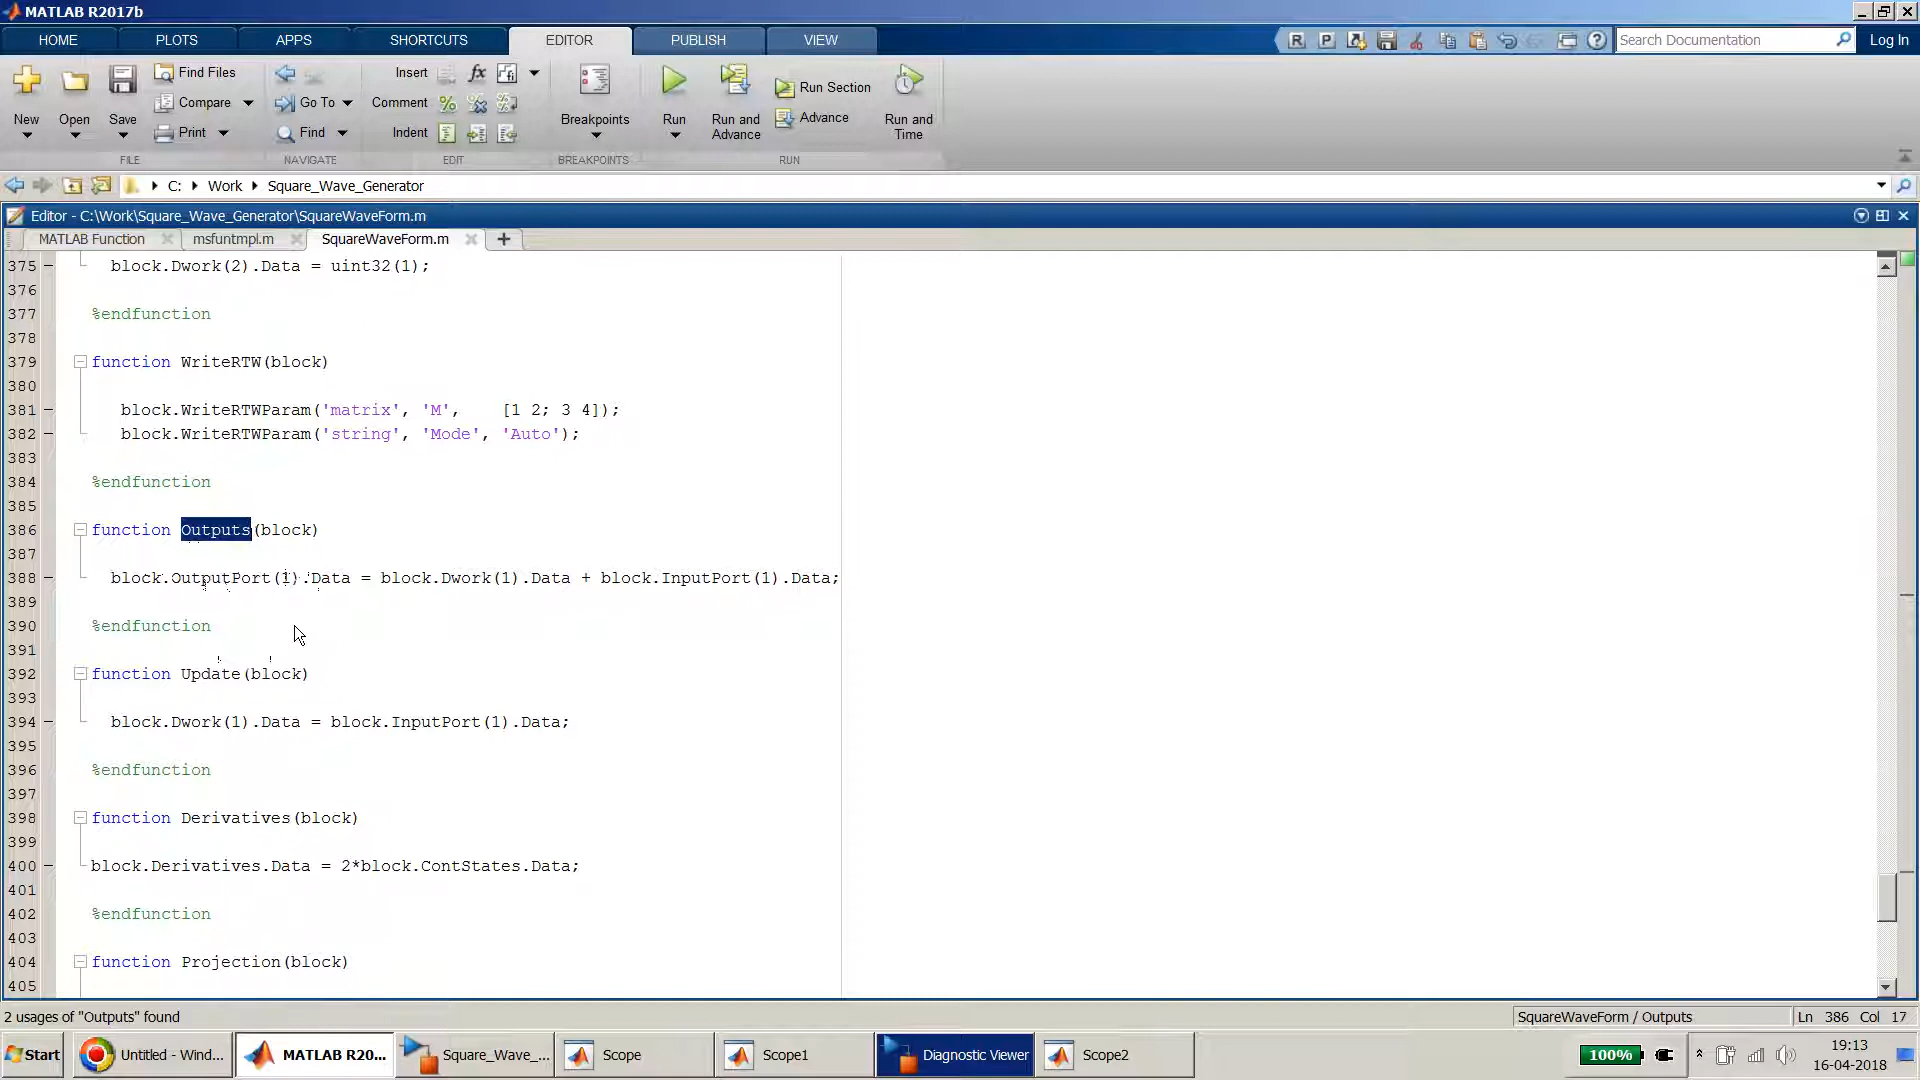 MATLAB R2017b
HOME PLOTS APPS SHORTCUTS EDITOR PUBLISH VIEW Search Documentation Log In
New Open Save Find Files Compare Print Go To Find Insert fx Comment Indent Breakpoints Run Run and Advance Run Section Advance Run and Time
FILE NAVIGATE EDIT BREAKPOINTS RUN
C: Work Square_Wave_Generator
Editor - C:\Work\Square_Wave_Generator\SquareWaveForm.m
MATLAB Function msfuntmpl.m SquareWaveForm.m
375 block.Dwork(2).Data = uint32(1);
376
377 %endfunction
378
379 function WriteRTW(block)
380
381 block.WriteRTWParam('matrix', 'M', [1 2; 3 4]);
382 block.WriteRTWParam('string', 'Mode', 'Auto');
383
384 %endfunction
385
386 function Outputs(block)
387
388 block.OutputPort(1).Data = block.Dwork(1).Data + block.InputPort(1).Data;
389
390 %endfunction
391
392 function Update(block)
393
394 block.Dwork(1).Data = block.InputPort(1).Data;
395
396 %endfunction
397
398 function Derivatives(block)
399
400 block.Derivatives.Data = 2*block.ContStates.Data;
401
402 %endfunction
403
404 function Projection(block)
405
2 usages of "Outputs" found SquareWaveForm / Outputs Ln 386 Col 17
Start Untitled - Wind... MATLAB R20... Square_Wave_... Scope Scope1 Diagnostic Viewer Scope2 100% 19:13
16-04-2018